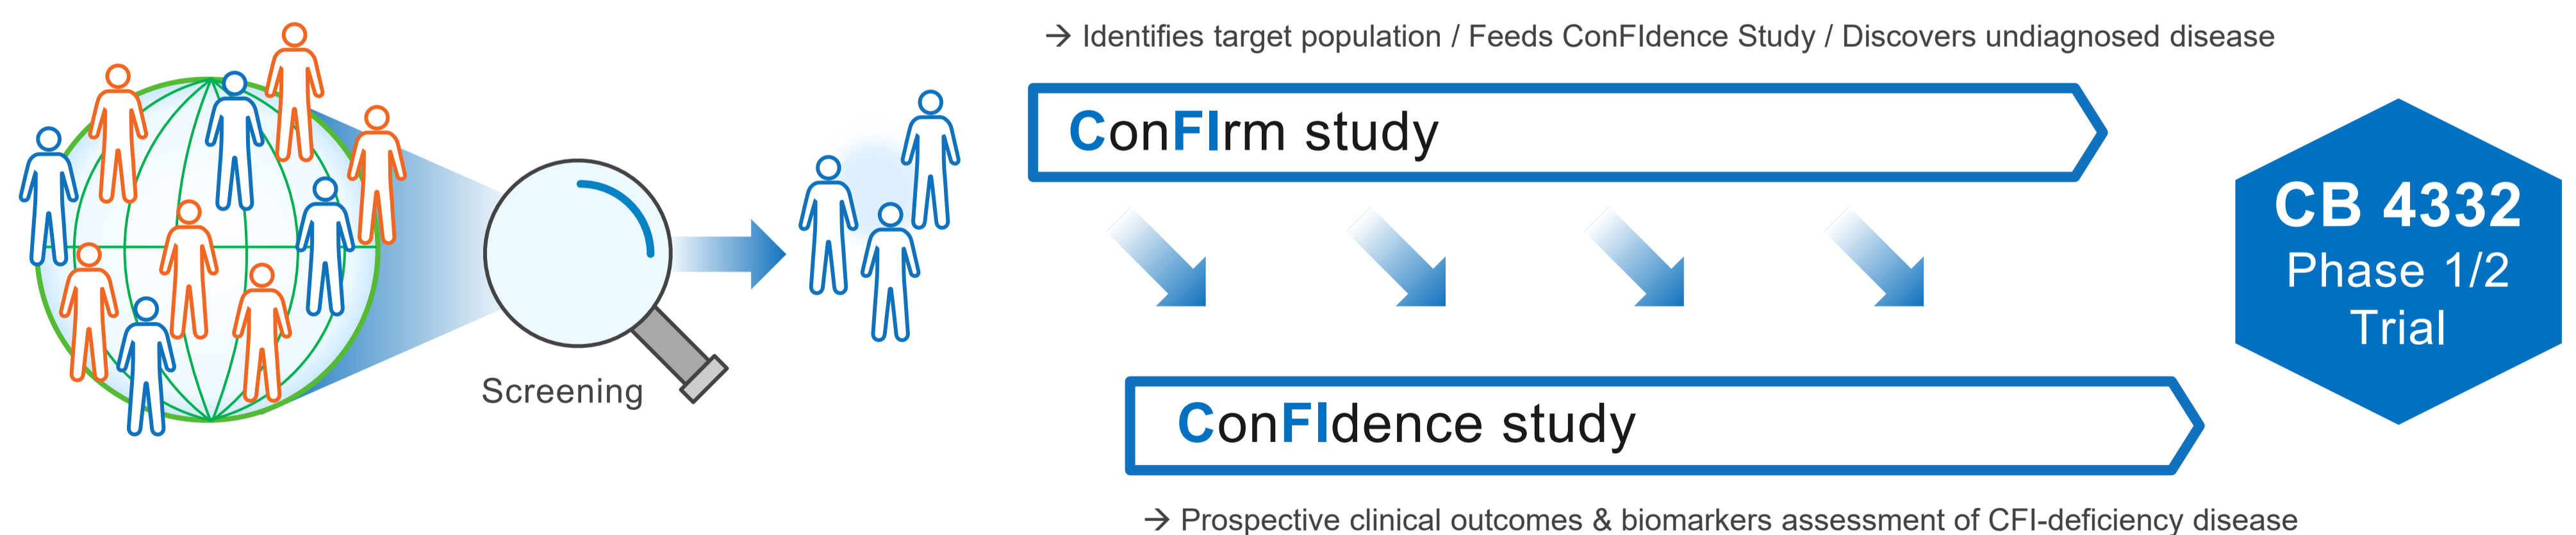 → Identifies target population / Feeds ConFIdence Study / Discovers undiagnosed disease
ConFIrm study
CB 4332
Phase 1/2
Trial
Screening
ConFIdence study
→ Prospective clinical outcomes & biomarkers assessment of CFI-deficiency disease